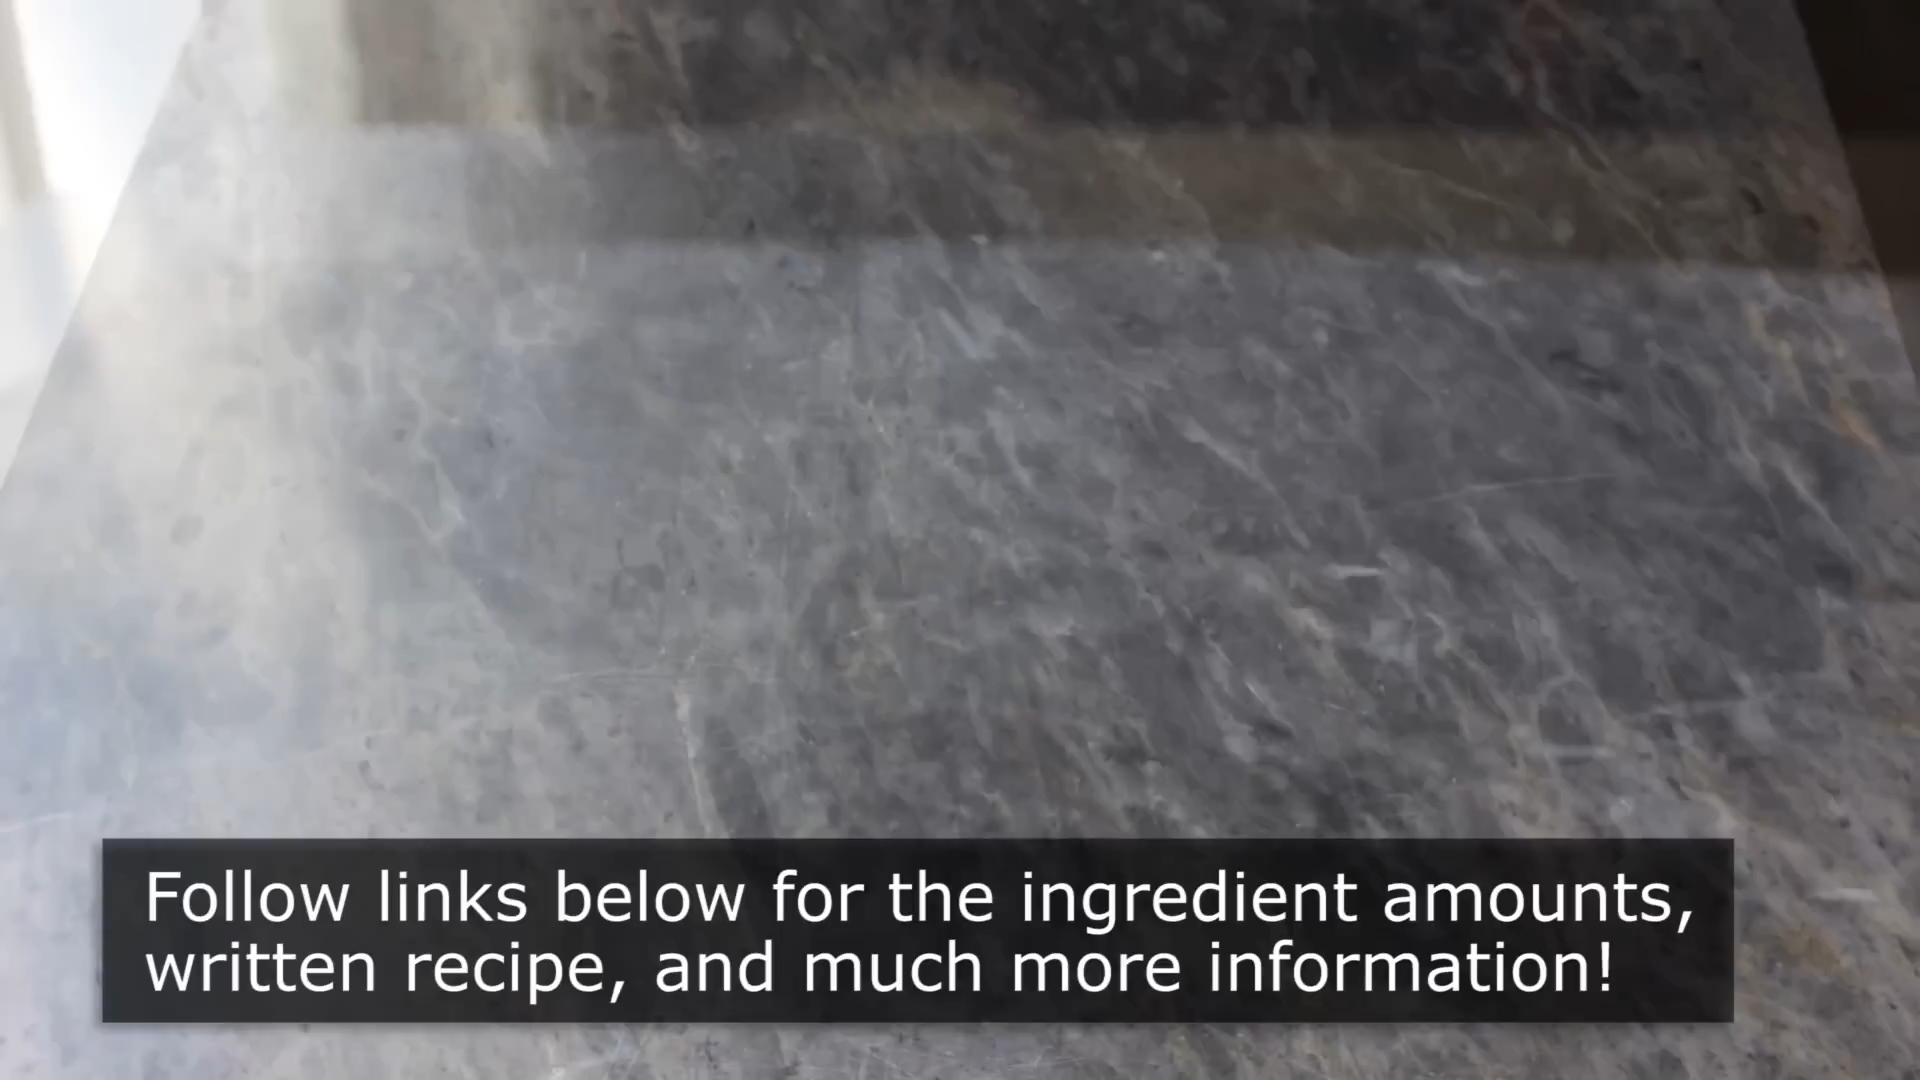 Follow links below for the ingredient amounts,
written recipe, and much more information!